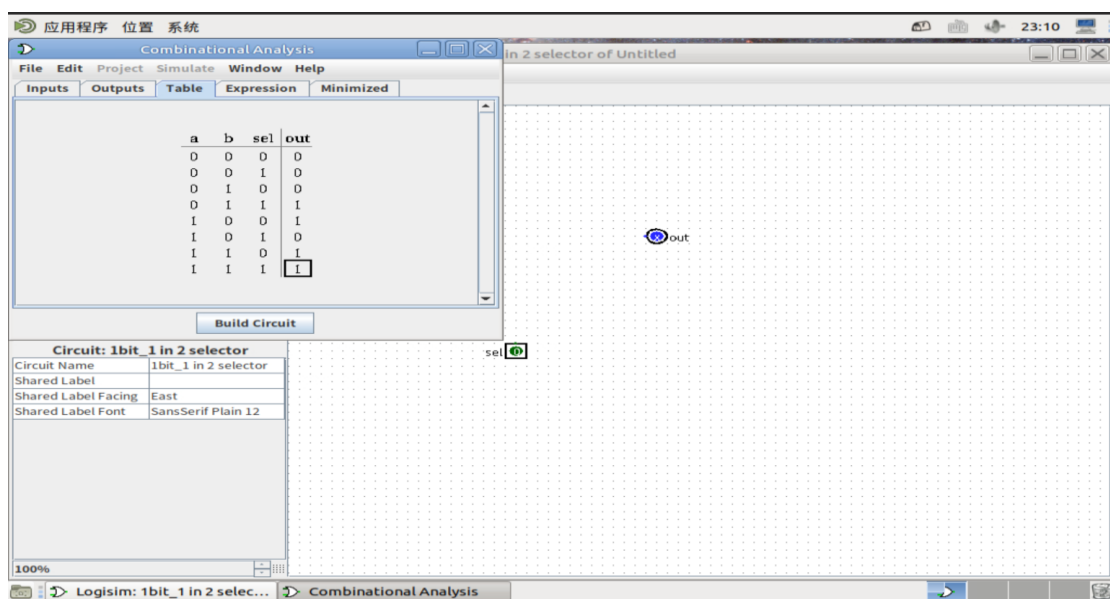 应用程序 位置 系统 23:10
Combinational Analysis
in 2 selector of Untitled
File Edit Project Simulate Window Help
Inputs Outputs Table Expression Minimized
a b sel out
0 0 0 0
0 0 1 0
0 1 0 0
0 1 1 1
1 0 0 1
1 0 1 0
1 1 0 1
1 1 1 1
out
Build Circuit
sel 0
Circuit: 1bit_1 in 2 selector
Circuit Name 1bit_1 in 2 selector
Shared Label
Shared Label Facing East
Shared Label Font SansSerif Plain 12
100%
Logisim: 1bit_1 in 2 selec... Combinational Analysis